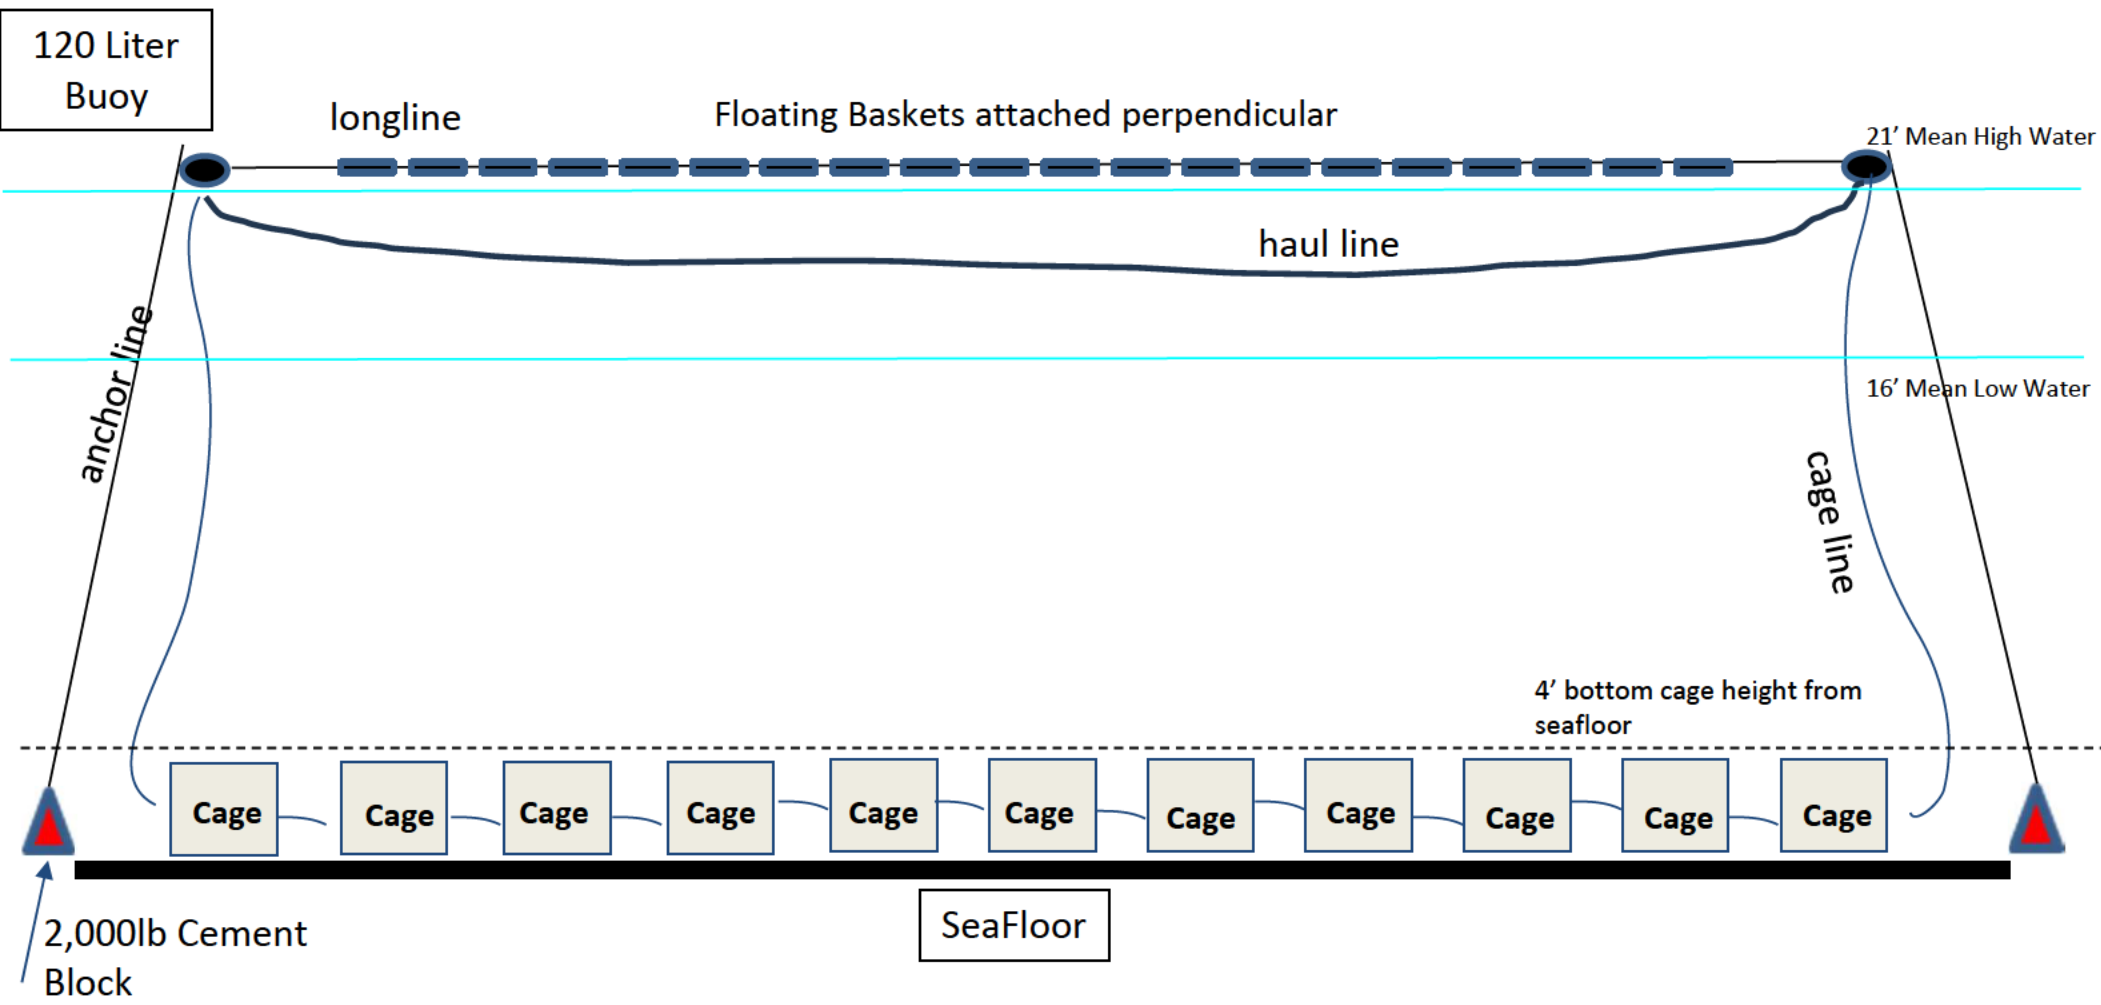 120 Liter
Buoy
longline
Floating Baskets attached perpendicular
21’ Mean High Water
haul line
anchor line
16’ Mean Low Water
cage line
4’ bottom cage height from
seafloor
Cage
Cage
Cage
Cage
Cage
Cage
Cage
Cage
Cage
Cage
Cage
SeaFloor
2,000lb Cement
Block